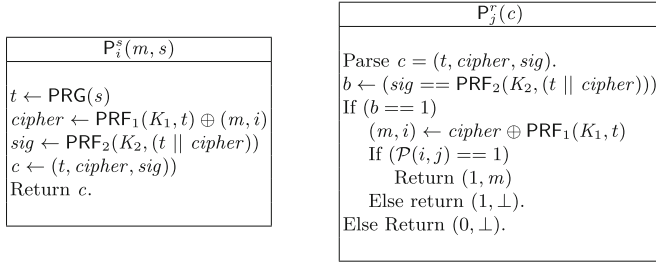 P_i^s(m, s)
t ← PRG(s)
cipher ← PRF_1(K_1, t) ⊕ (m, i)
sig ← PRF_2(K_2, (t || cipher))
c ← (t, cipher, sig))
Return c.
P_j^r(c)
Parse c = (t, cipher, sig).
b ← (sig == PRF_2(K_2, (t || cipher)))
If (b == 1)
(m, i) ← cipher ⊕ PRF_1(K_1, t)
If (𝒫(i, j) == 1)
Return (1, m)
Else return (1, ⊥).
Else Return (0, ⊥).